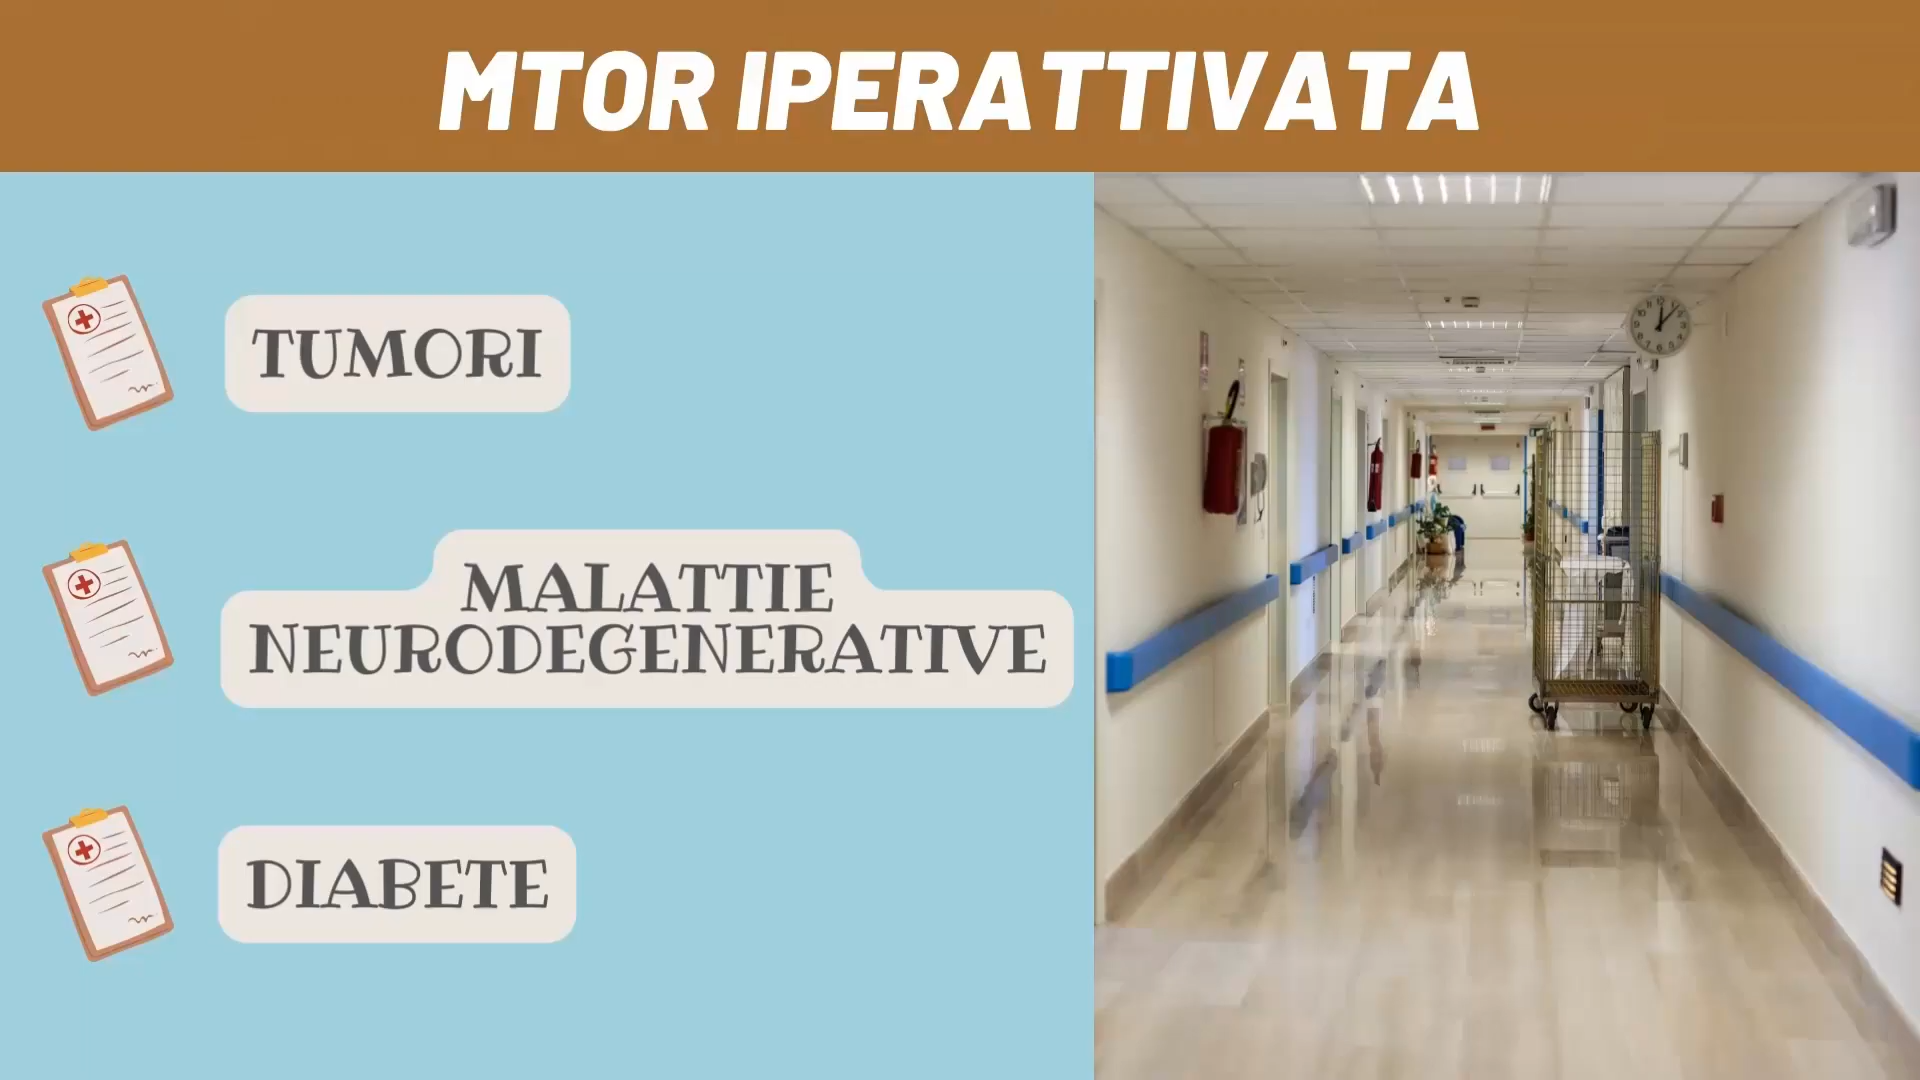 MTOR IPERATTIVATA
TUMORI
MALATTIE
NEURODEGENERATIVE
DIABETE